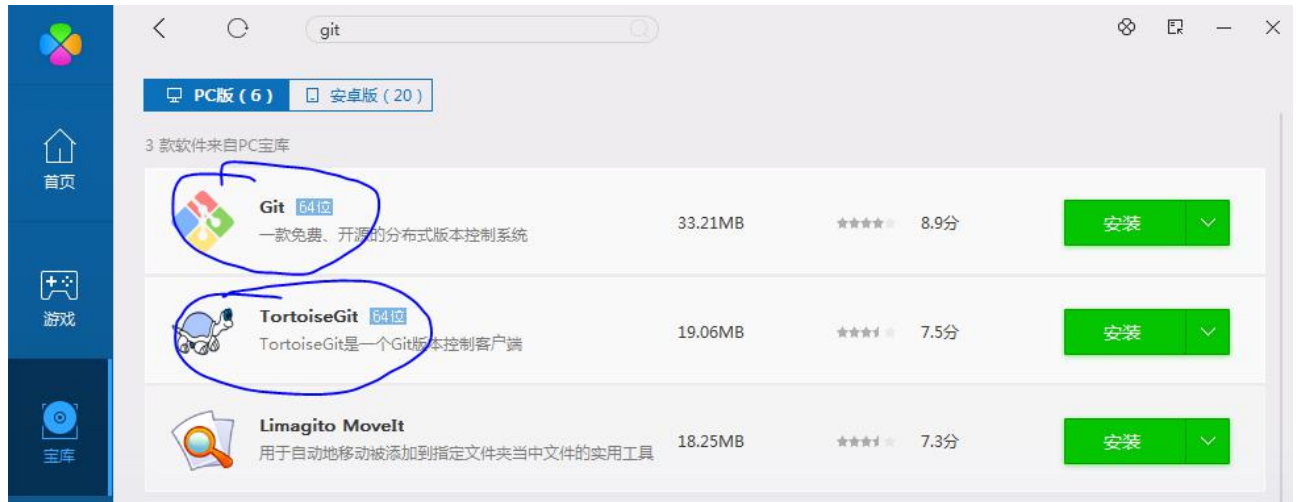 git
PC版 ( 6 )
安卓版 ( 20 )
3 款软件来自PC宝库
首页
Git 64位
一款免费、开源的分布式版本控制系统
33.21MB
8.9分
安装
游戏
TortoiseGit 64位
TortoiseGit是一个Git版本控制客户端
19.06MB
7.5分
安装
宝库
Limagito MoveIt
用于自动地移动被添加到指定文件夹当中文件的实用工具
18.25MB
7.3分
安装